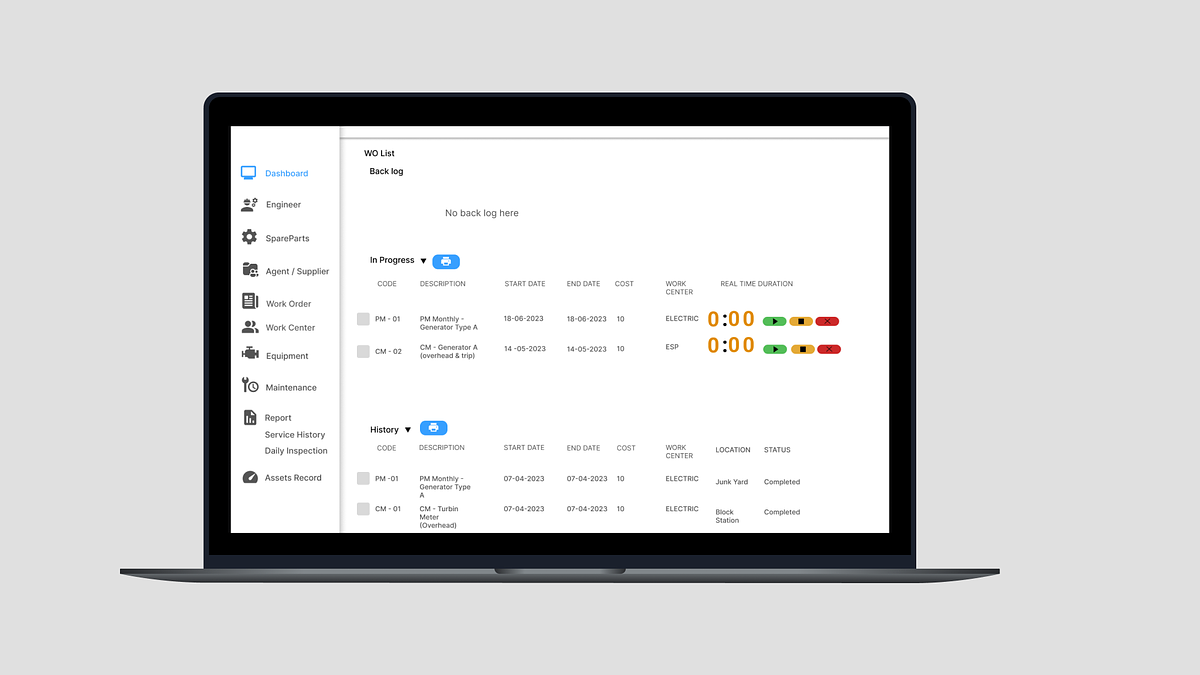 Dashboard
Engineer
SpareParts
Agent / Supplier
Work Order
Work Center
Equipment
Maintenance
Report
Service History
Daily Inspection
Assets Record
WO List
Back log
No back log here
In Progress ▼
CODE DESCRIPTION START DATE END DATE COST WORK CENTER REAL TIME DURATION
PM - 01 PM Monthly - Generator Type A 18-06-2023 18-06-2023 10 ELECTRIC 0:00
CM - 02 CM - Generator A (overhead & trip) 14 -05-2023 14-05-2023 10 ESP 0:00
History ▼
CODE DESCRIPTION START DATE END DATE COST WORK CENTER LOCATION STATUS
PM -01 PM Monthly - Generator Type A 07-04-2023 07-04-2023 10 ELECTRIC Junk Yard Completed
CM - 01 CM - Turbin Meter (Overhead) 07-04-2023 07-04-2023 10 ELECTRIC Block Station Completed